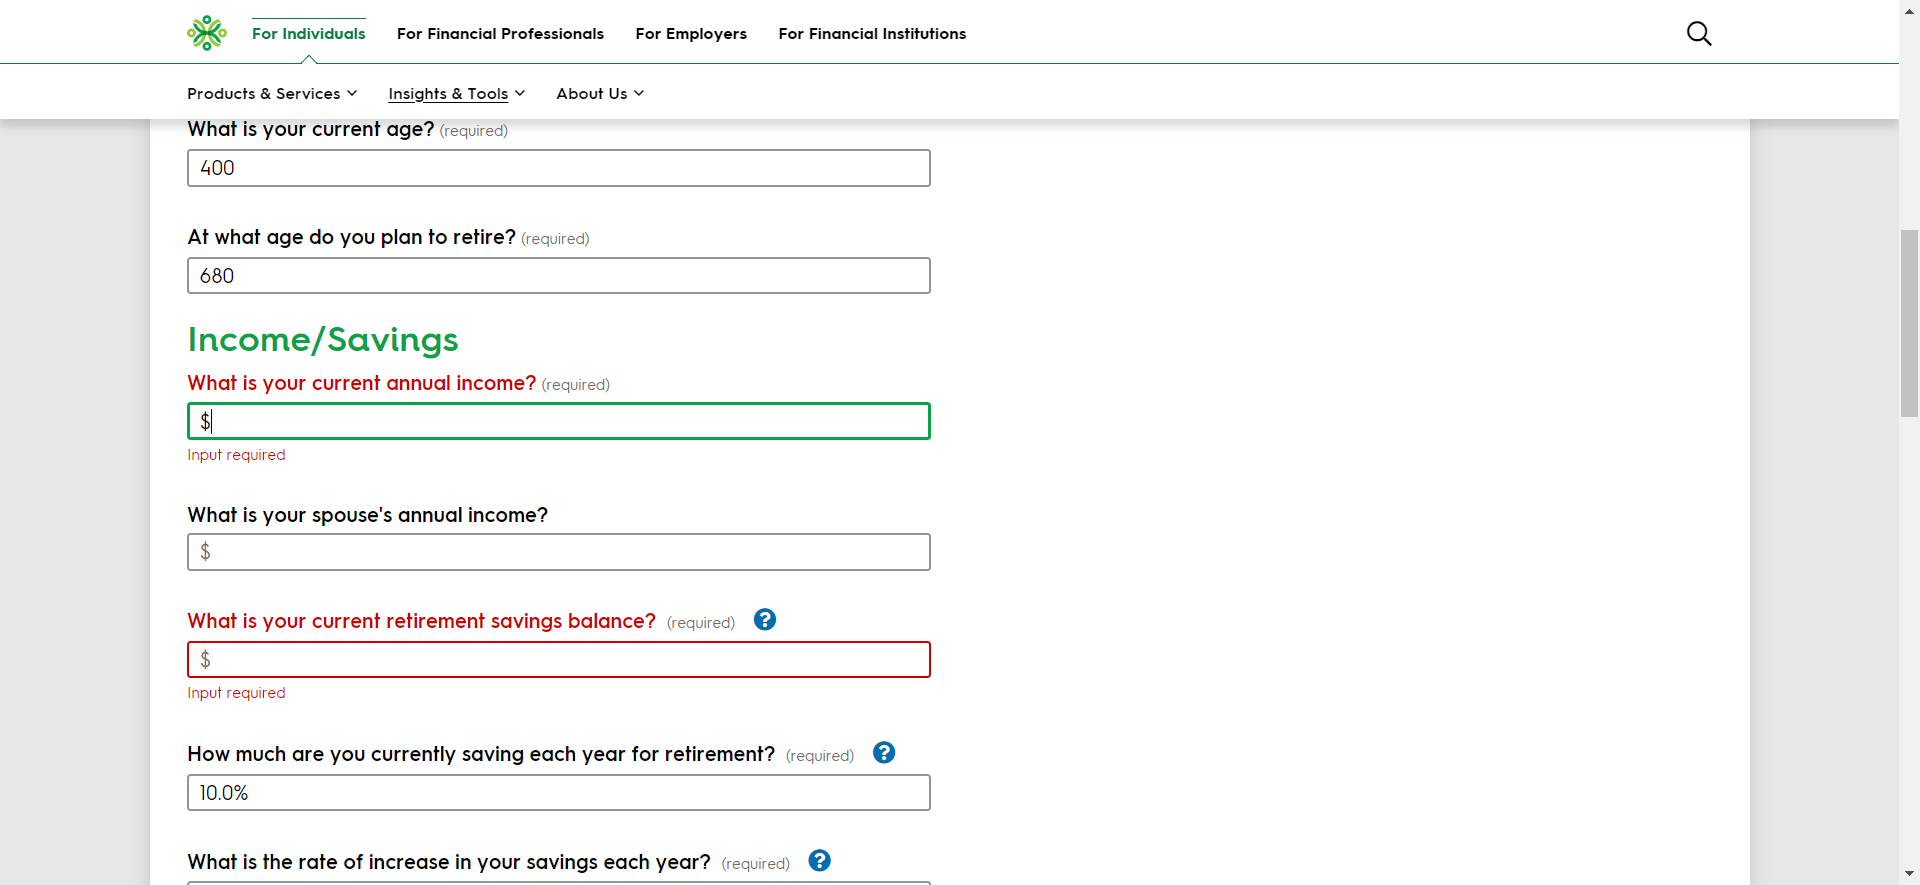 For Individuals For Financial Professionals For Employers For Financial Institutions
Products & Services Insights & Tools About Us
What is your current age? (required)
400
At what age do you plan to retire? (required)
680
Income/Savings
What is your current annual income? (required)
$
Input required
What is your spouse's annual income?
$
What is your current retirement savings balance? (required) ?
$
Input required
How much are you currently saving each year for retirement? (required) ?
10.0%
What is the rate of increase in your savings each year? (required) ?